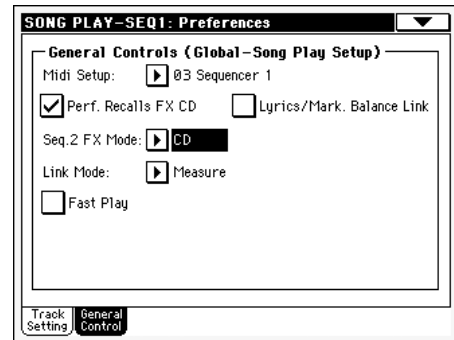 SONG PLAY-SEQ1: Preferences
General Controls (Global-Song Play Setup)
Midi Setup: 03 Sequencer 1
Perf. Recalls FX CD Lyrics/Mark. Balance Link
Seq.2 FX Mode: CD
Link Mode: Measure
Fast Play
Track Setting General Control